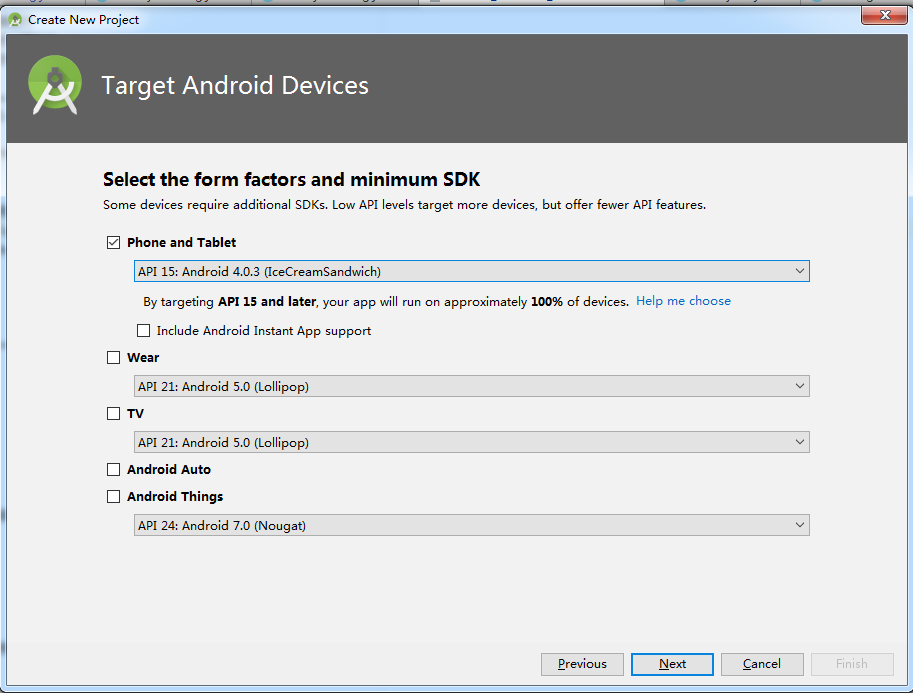 Create New Project
Target Android Devices
Select the form factors and minimum SDK
Some devices require additional SDKs. Low API levels target more devices, but offer fewer API features.
Phone and Tablet
API 15: Android 4.0.3 (IceCreamSandwich)
By targeting API 15 and later, your app will run on approximately 100% of devices. Help me choose
Include Android Instant App support
Wear
API 21: Android 5.0 (Lollipop)
TV
API 21: Android 5.0 (Lollipop)
Android Auto
Android Things
API 24: Android 7.0 (Nougat)
Previous Next Cancel Finish